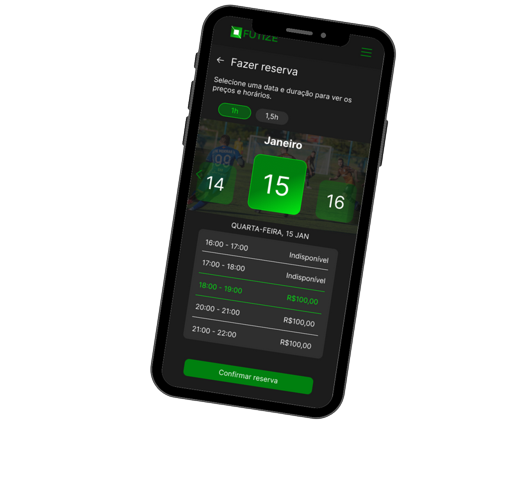 FUTIZE
← Fazer reserva
Selecione uma data e duração para ver os
preços e horários.
1h 1,5h
Janeiro
14 15 16
QUARTA-FEIRA, 15 JAN
16:00 - 17:00 Indisponível
17:00 - 18:00 Indisponível
18:00 - 19:00 R$100,00
20:00 - 21:00 R$100,00
21:00 - 22:00 R$100,00
Confirmar reserva